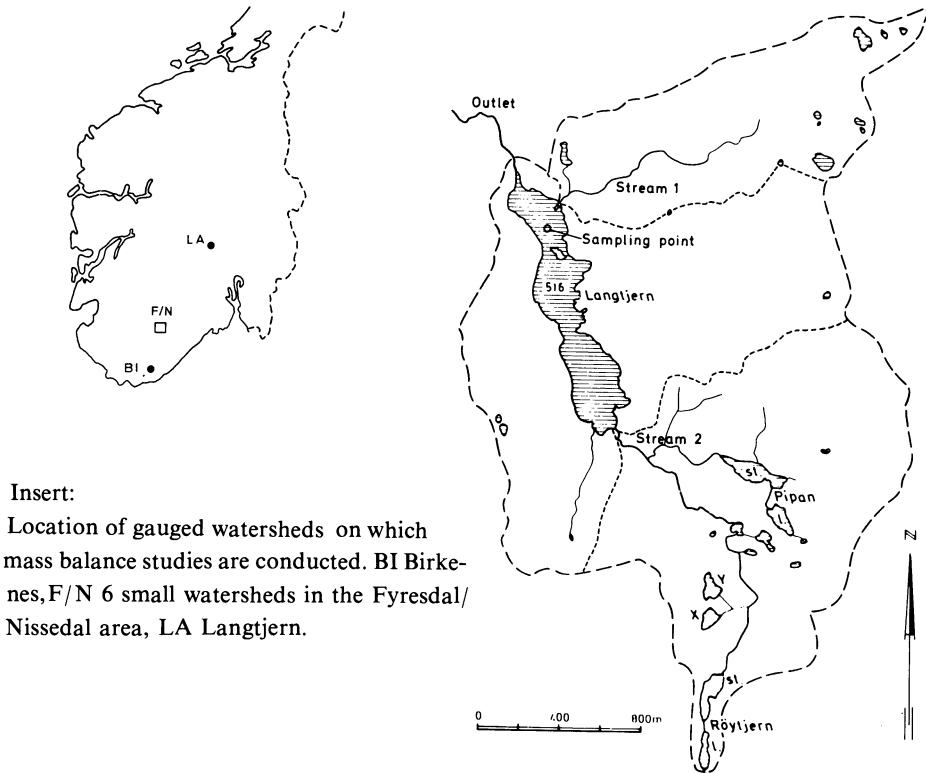 Outlet
Stream 1
Sampling point
LA
516
Langtjern
F/N
BI
Stream 2
sl
Pipan
Insert:
Location of gauged watersheds on which
mass balance studies are conducted. BI Birke-
nes, F/N 6 small watersheds in the Fyresdal/
Nissedal area, LA Langtjern.
N
Y
X
sl
0 400 800m
Röytjern